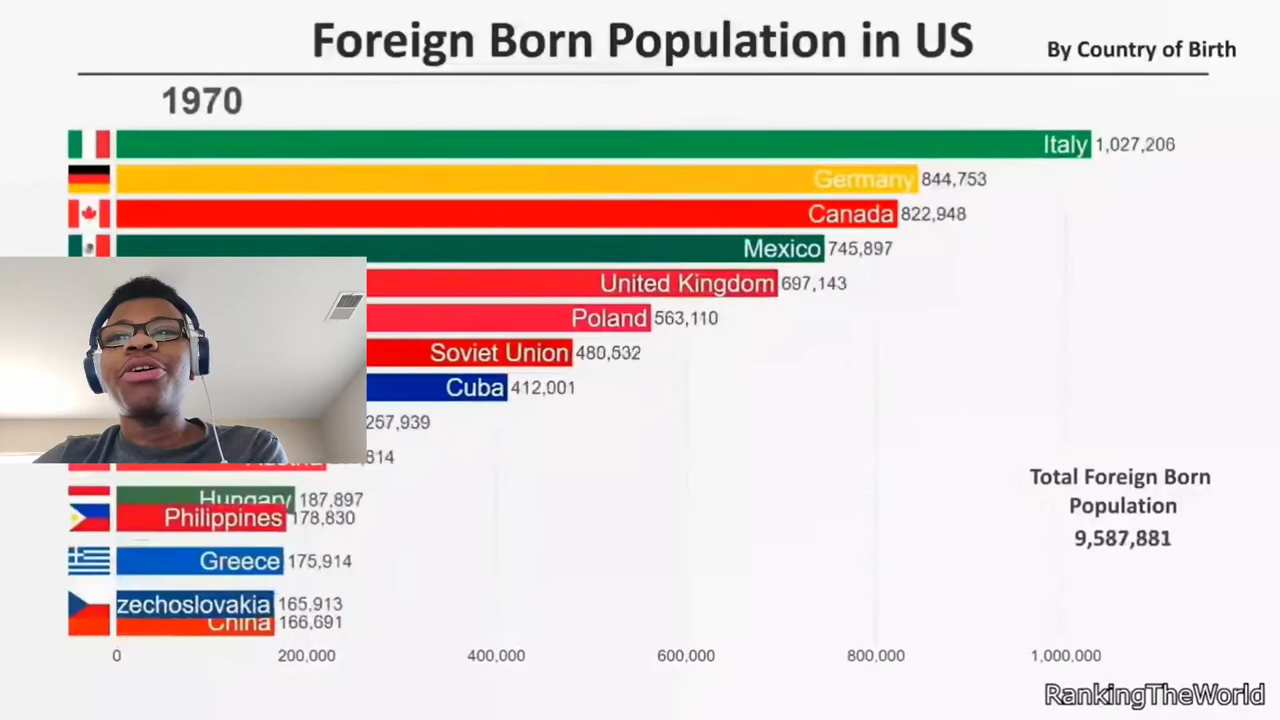 Foreign Born Population in US
By Country of Birth
1970
Italy 1,027,206
Germany 844,753
Canada 822,948
Mexico 745,897
United Kingdom 697,143
Poland 563,110
Soviet Union 480,532
Cuba 412,001
257,939
814
Hungary 187,897
Philippines 178,830
Greece 175,914
zechoslovakia 165,913
China 166,691
Total Foreign Born
Population
9,587,881
0 200,000 400,000 600,000 800,000 1,000,000
RankingTheWorld